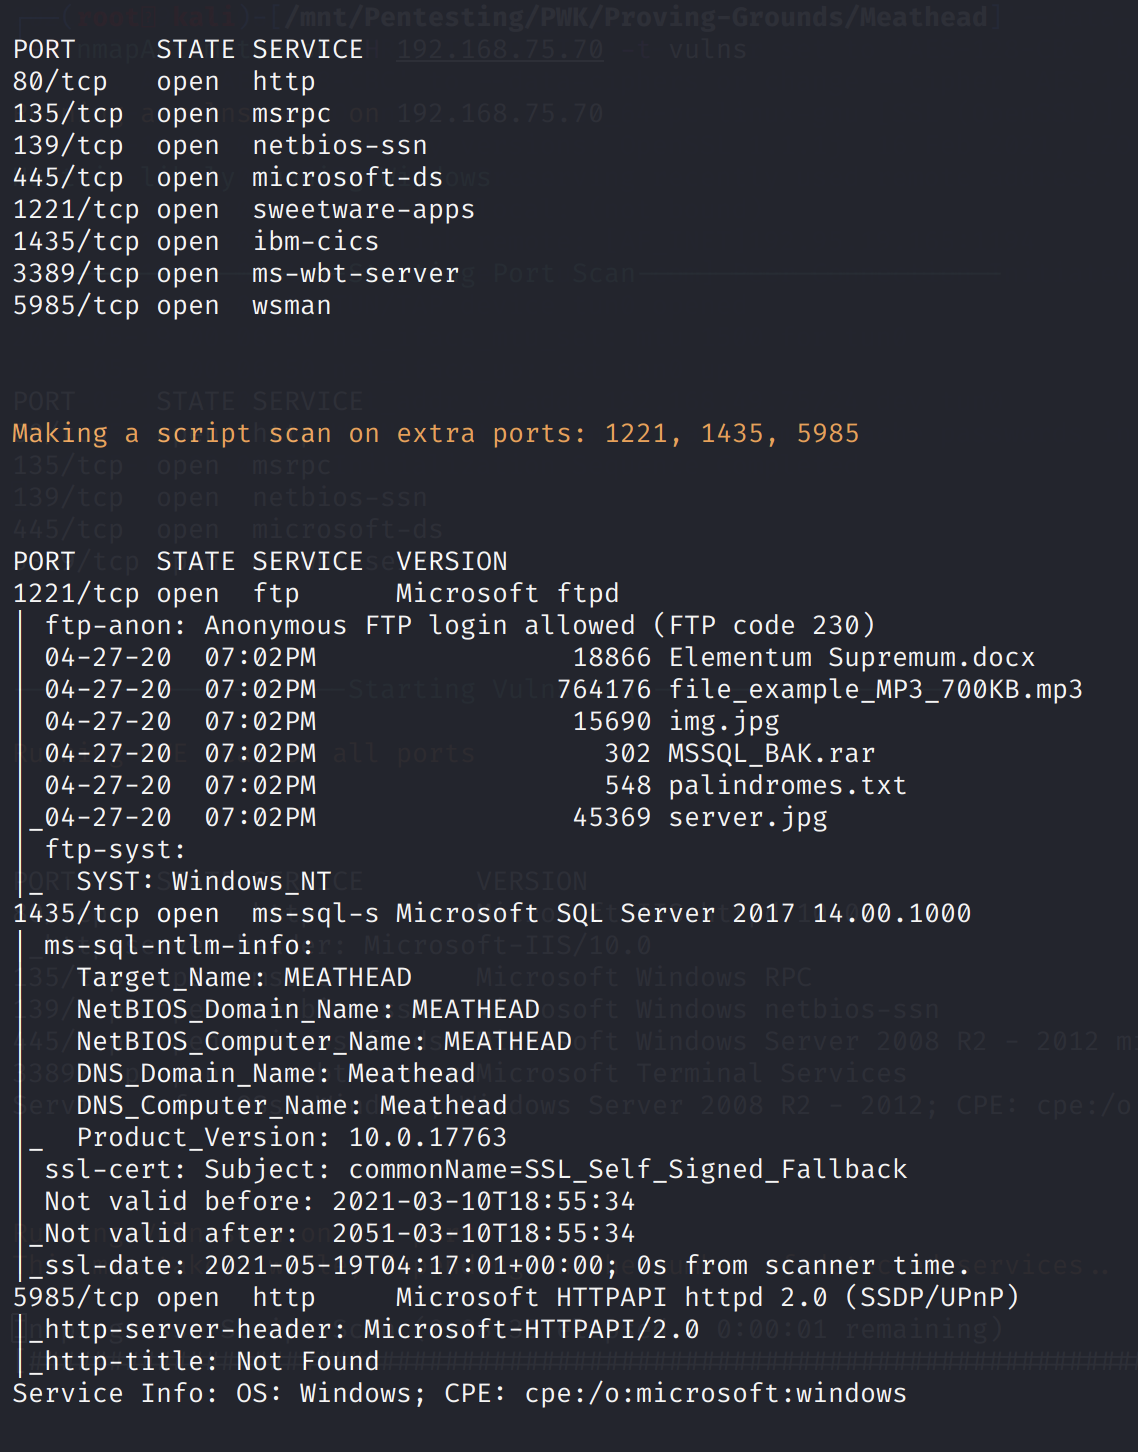 PORT     STATE SERVICE
80/tcp   open  http
135/tcp  open  msrpc
139/tcp  open  netbios-ssn
445/tcp  open  microsoft-ds
1221/tcp open  sweetware-apps
1435/tcp open  ibm-cics
3389/tcp open  ms-wbt-server
5985/tcp open  wsman
Making a script scan on extra ports: 1221, 1435, 5985
PORT     STATE SERVICE  VERSION
1221/tcp open  ftp      Microsoft ftpd
| ftp-anon: Anonymous FTP login allowed (FTP code 230)
| 04-27-20  07:02PM                18866 Elementum Supremum.docx
| 04-27-20  07:02PM               764176 file_example_MP3_700KB.mp3
| 04-27-20  07:02PM                15690 img.jpg
| 04-27-20  07:02PM                  302 MSSQL_BAK.rar
| 04-27-20  07:02PM                  548 palindromes.txt
|_04-27-20  07:02PM                45369 server.jpg
| ftp-syst:
|_  SYST: Windows_NT
1435/tcp open  ms-sql-s Microsoft SQL Server 2017 14.00.1000
| ms-sql-ntlm-info:
|   Target_Name: MEATHEAD
|   NetBIOS_Domain_Name: MEATHEAD
|   NetBIOS_Computer_Name: MEATHEAD
|   DNS_Domain_Name: Meathead
|   DNS_Computer_Name: Meathead
|_  Product_Version: 10.0.17763
| ssl-cert: Subject: commonName=SSL_Self_Signed_Fallback
| Not valid before: 2021-03-10T18:55:34
|_Not valid after:  2051-03-10T18:55:34
|_ssl-date: 2021-05-19T04:17:01+00:00; 0s from scanner time.
5985/tcp open  http     Microsoft HTTPAPI httpd 2.0 (SSDP/UPnP)
|_http-server-header: Microsoft-HTTPAPI/2.0
|_http-title: Not Found
Service Info: OS: Windows; CPE: cpe:/o:microsoft:windows